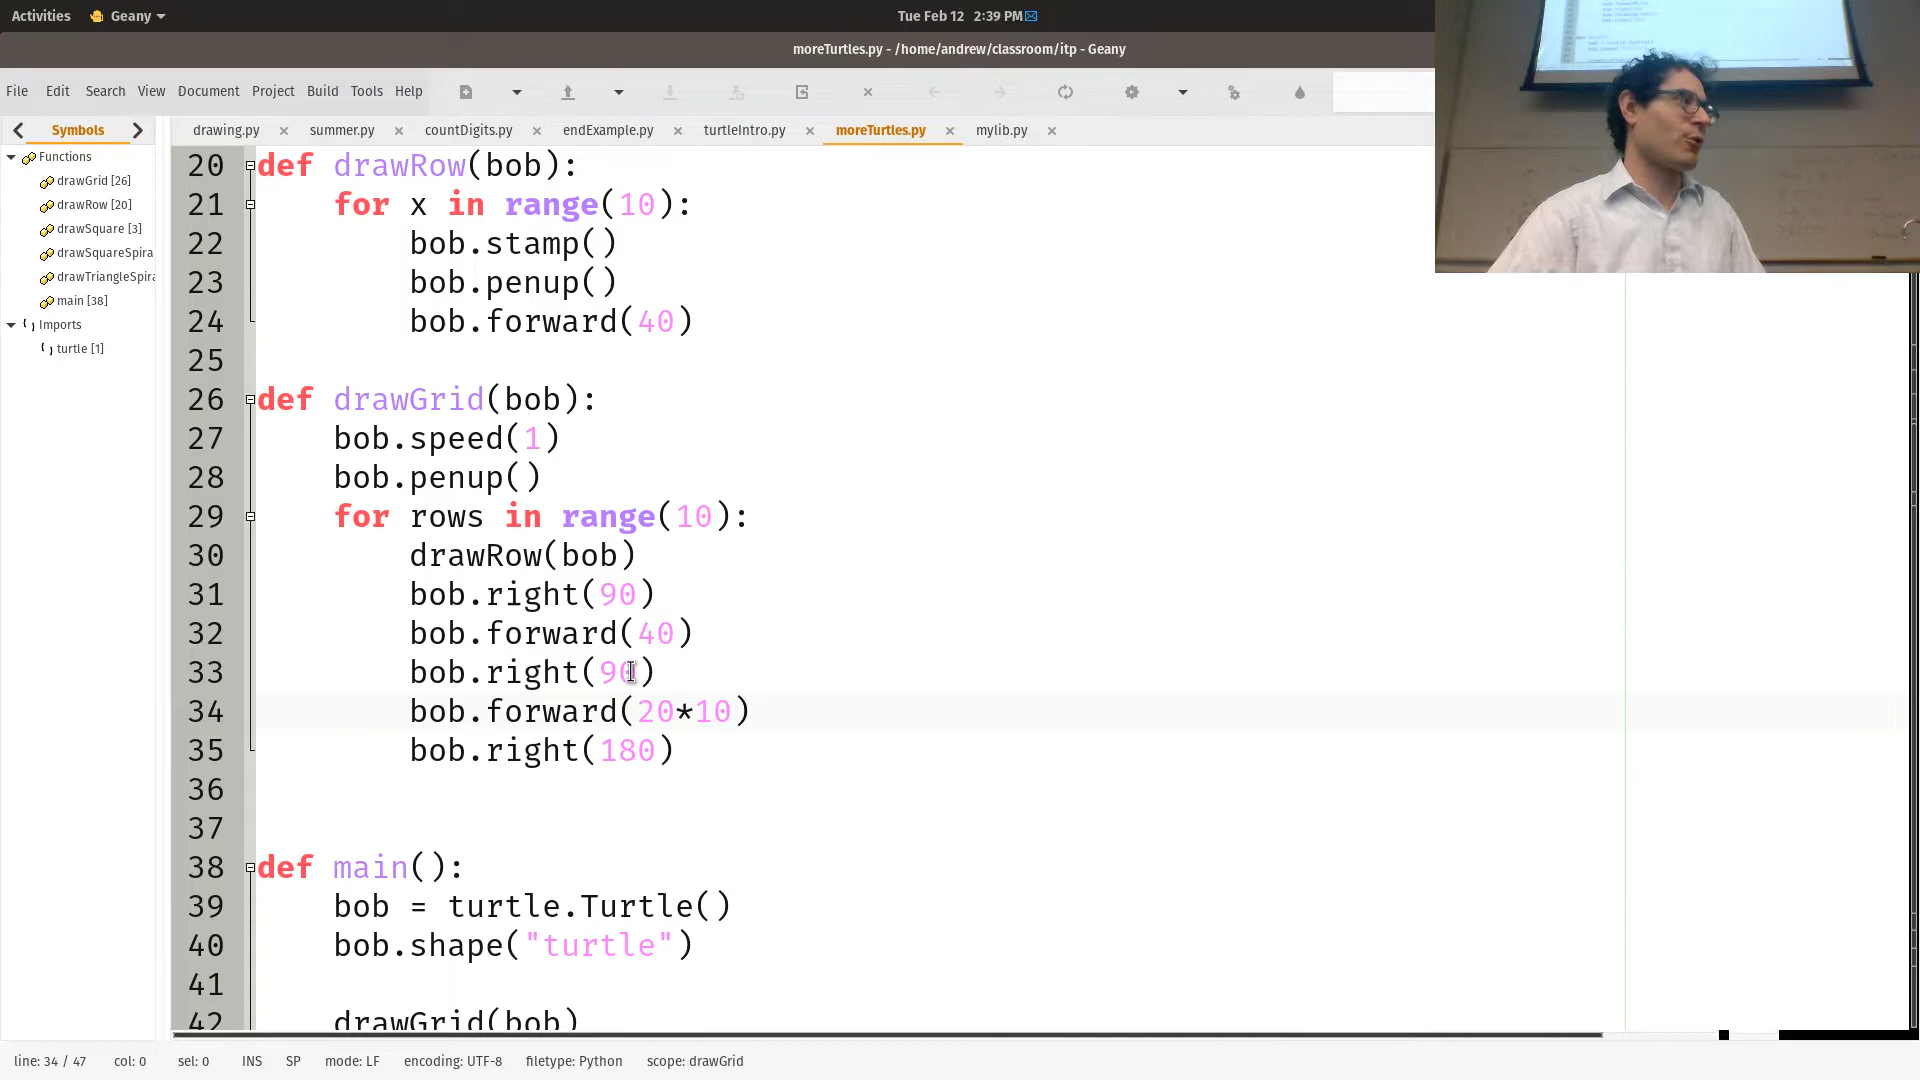 Activities Geany Tue Feb 12 2:39 PM
moreTurtles.py - /home/andrew/classroom/itp - Geany
File Edit Search View Document Project Build Tools Help
Symbols drawing.py summer.py countDigits.py endExample.py turtleIntro.py moreTurtles.py mylib.py
Functions
drawGrid [26]
drawRow [20]
drawSquare [3]
drawSquareSpira
drawTriangleSpira
main [38]
Imports
turtle [1]
20 def drawRow(bob):
21 for x in range(10):
22 bob.stamp()
23 bob.penup()
24 bob.forward(40)
25
26 def drawGrid(bob):
27 bob.speed(1)
28 bob.penup()
29 for rows in range(10):
30 drawRow(bob)
31 bob.right(90)
32 bob.forward(40)
33 bob.right(90)
34 bob.forward(20*10)
35 bob.right(180)
36
37
38 def main():
39 bob = turtle.Turtle()
40 bob.shape("turtle")
41
42 drawGrid(bob)
line: 34 / 47 col: 0 sel: 0 INS SP mode: LF encoding: UTF-8 filetype: Python scope: drawGrid